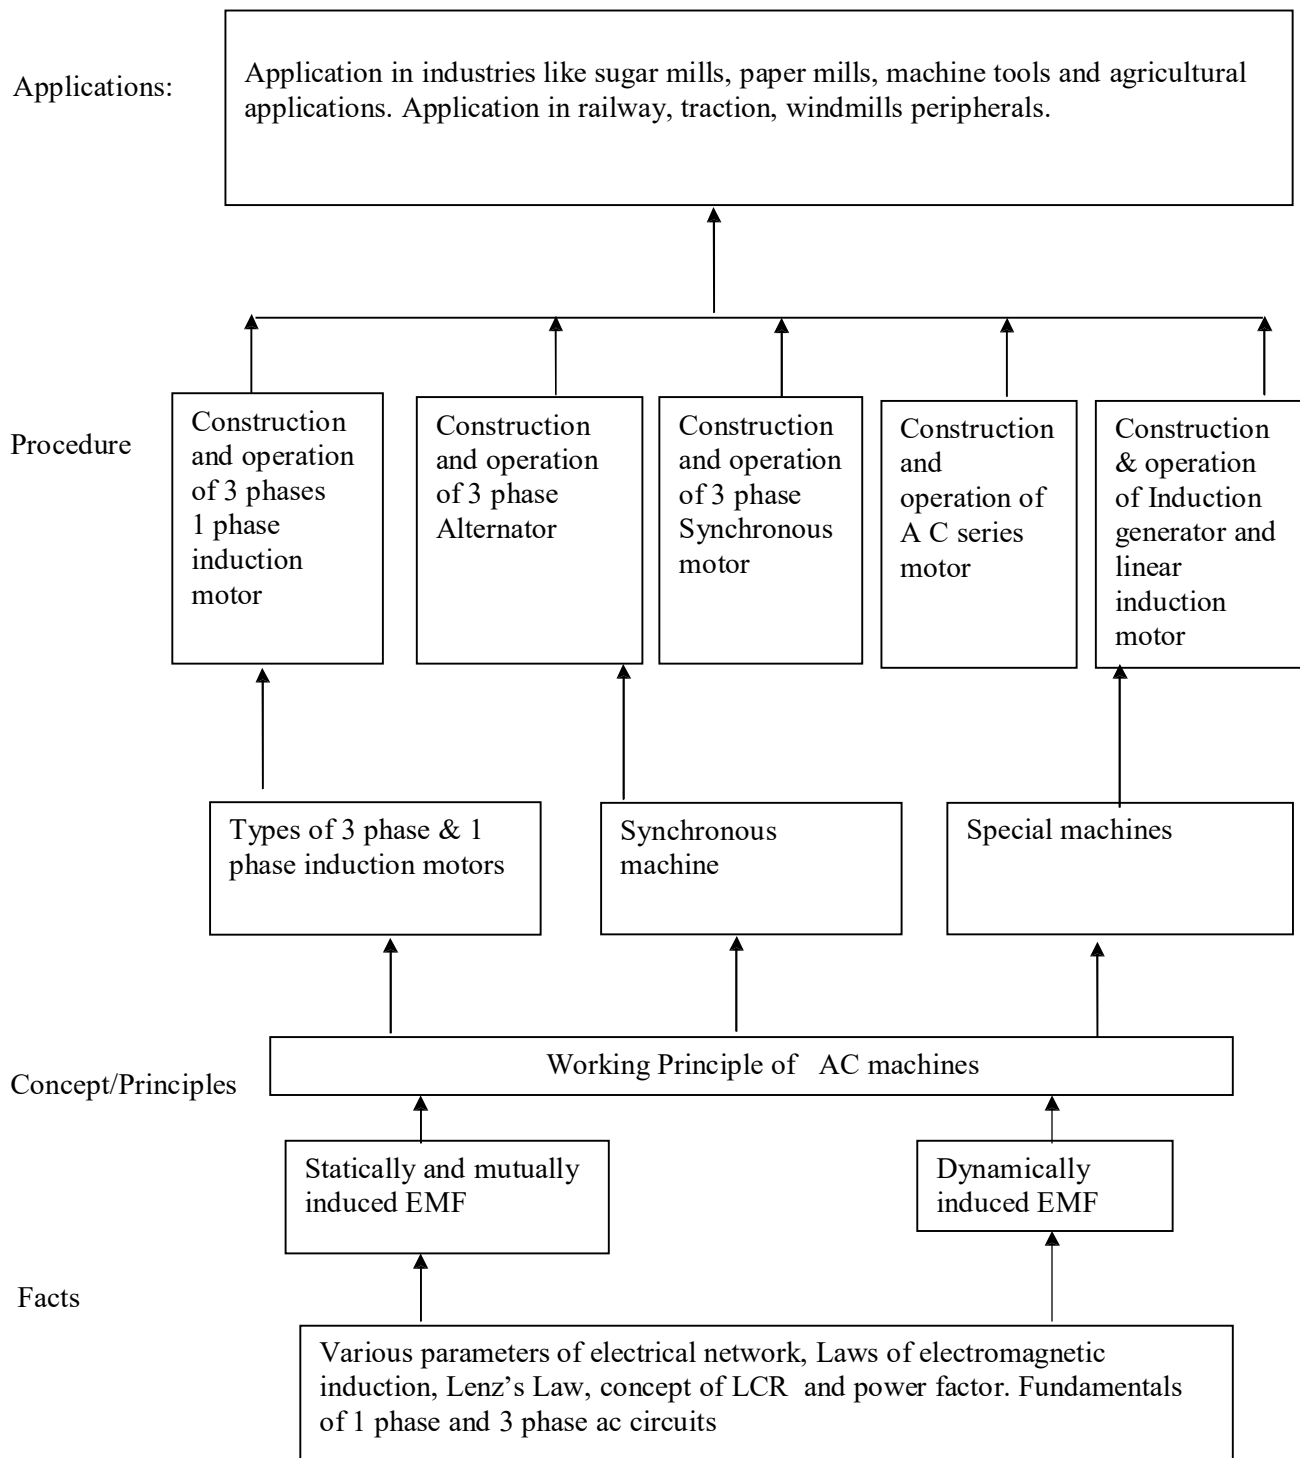 Applications:
Application in industries like sugar mills, paper mills, machine tools and agricultural
applications. Application in railway, traction, windmills peripherals.
Procedure
Construction
and operation
of 3 phases
1 phase
induction
motor
Construction
and operation
of 3 phase
Alternator
Construction
and operation
of 3 phase
Synchronous
motor
Construction
and
operation of
A C series
motor
Construction
& operation
of Induction
generator and
linear
induction
motor
Types of 3 phase & 1
phase induction motors
Synchronous
machine
Special machines
Concept/Principles
Working Principle of AC machines
Statically and mutually
induced EMF
Dynamically
induced EMF
Facts
Various parameters of electrical network, Laws of electromagnetic
induction, Lenz’s Law, concept of LCR and power factor. Fundamentals
of 1 phase and 3 phase ac circuits